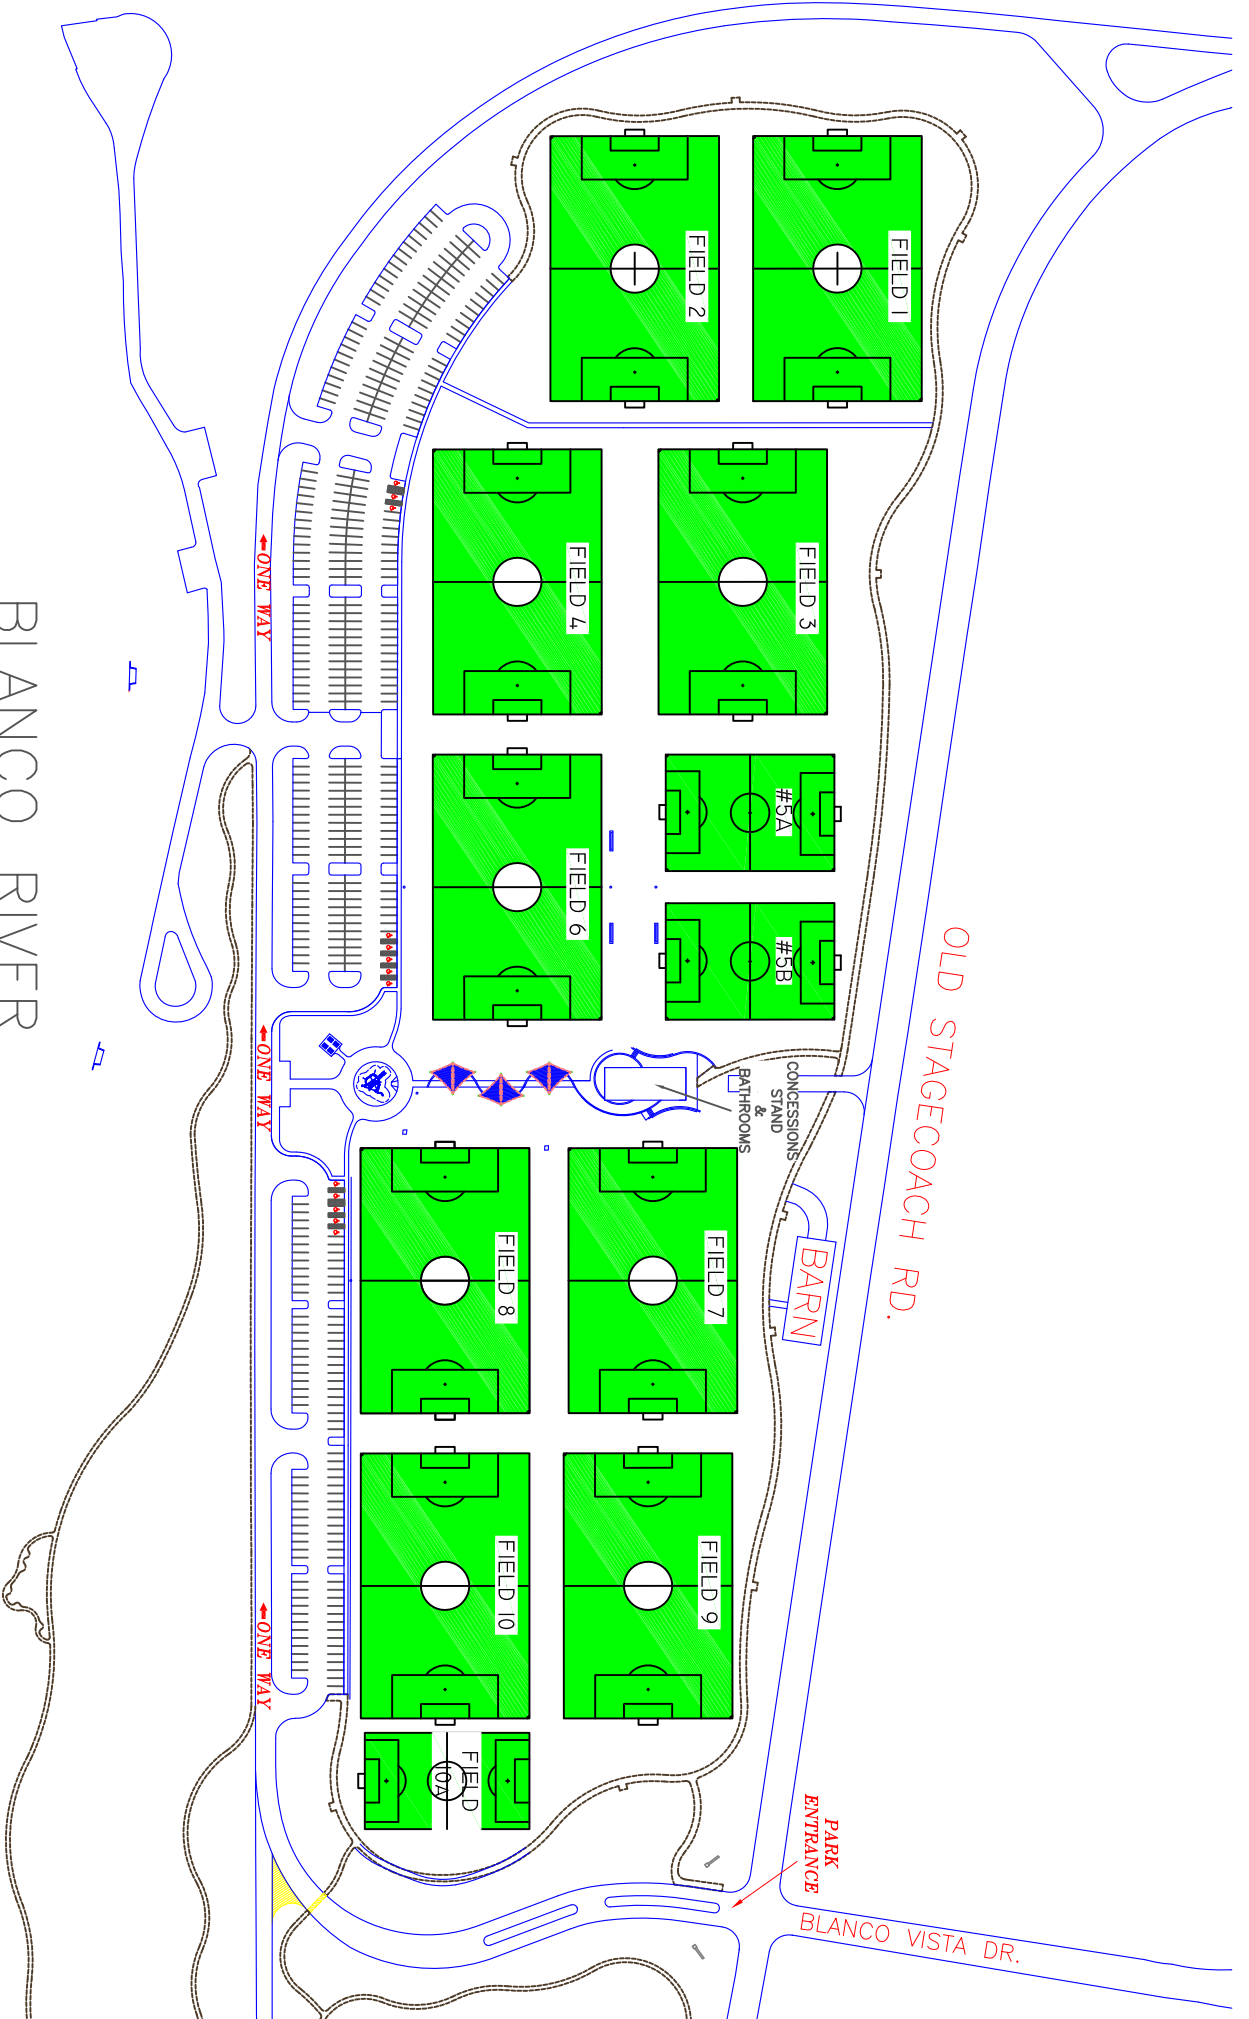 FIELD 1
FIELD 2
FIELD 3
FIELD 4
#5A
#5B
FIELD 6
FIELD 7
FIELD 8
FIELD 9
FIELD 10
FIELD
10A
CONCESSIONS
STAND
&
BATHROOMS
BARN
OLD STAGECOACH RD.
PARK
ENTRANCE
BLANCO VISTA DR.
ONE WAY
ONE WAY
ONE WAY
BLANCO RIVER